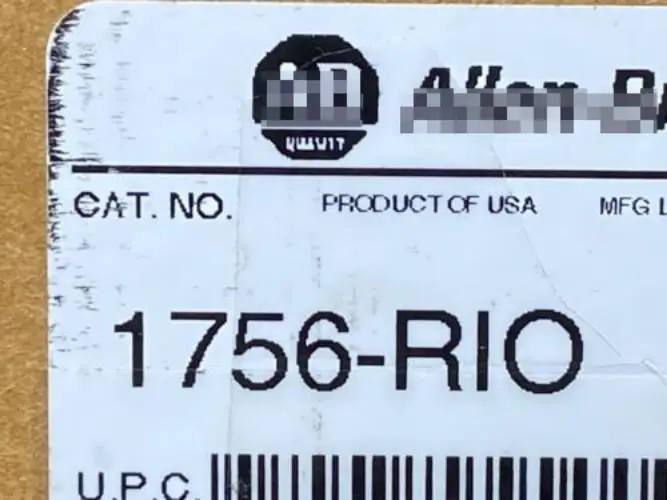 CAT. NO. PRODUCT OF USA MFG
1756-RIO
U.P.C.